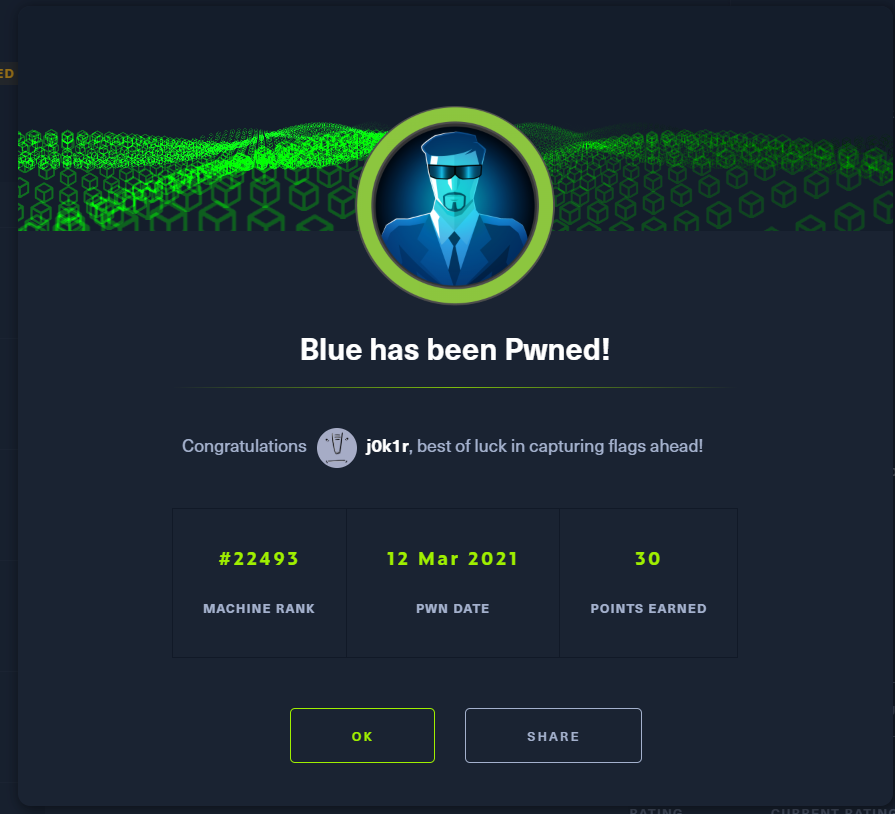 ED
Blue has been Pwned!
Congratulations j0k1r, best of luck in capturing flags ahead!
#22493 12 Mar 2021 30
MACHINE RANK PWN DATE POINTS EARNED
OK SHARE
RATING CURRENT RATING